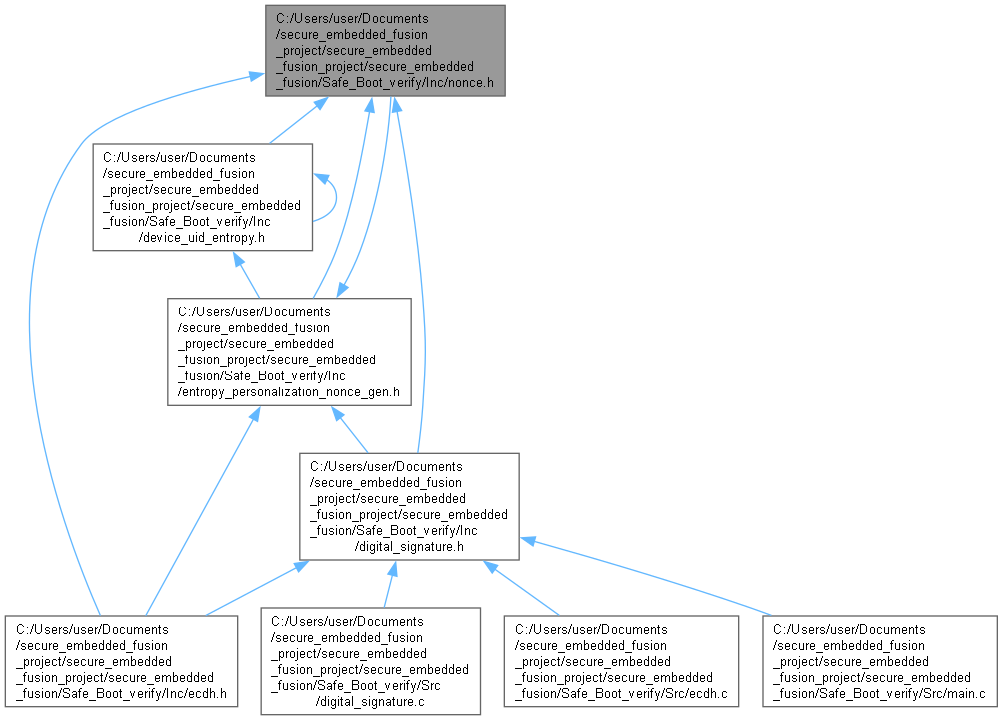 C:/Users/user/Documents
/secure_embedded_fusion
_project/secure_embedded
_fusion_project/secure_embedded
_fusion/Safe_Boot_verify/Inc/nonce.h
C:/Users/user/Documents
/secure_embedded_fusion
_project/secure_embedded
_fusion_project/secure_embedded
_fusion/Safe_Boot_verify/Inc
/device_uid_entropy.h
C:/Users/user/Documents
/secure_embedded_fusion
_project/secure_embedded
_fusion_project/secure_embedded
_fusion/Safe_Boot_verify/Inc
/entropy_personalization_nonce_gen.h
C:/Users/user/Documents
/secure_embedded_fusion
_project/secure_embedded
_fusion_project/secure_embedded
_fusion/Safe_Boot_verify/Inc
/digital_signature.h
C:/Users/user/Documents
/secure_embedded_fusion
_project/secure_embedded
_fusion_project/secure_embedded
_fusion/Safe_Boot_verify/Inc/ecdh.h
C:/Users/user/Documents
/secure_embedded_fusion
_project/secure_embedded
_fusion_project/secure_embedded
_fusion/Safe_Boot_verify/Src
/digital_signature.c
C:/Users/user/Documents
/secure_embedded_fusion
_project/secure_embedded
_fusion_project/secure_embedded
_fusion/Safe_Boot_verify/Src/ecdh.c
C:/Users/user/Documents
/secure_embedded_fusion
_project/secure_embedded
_fusion_project/secure_embedded
_fusion/Safe_Boot_verify/Src/main.c